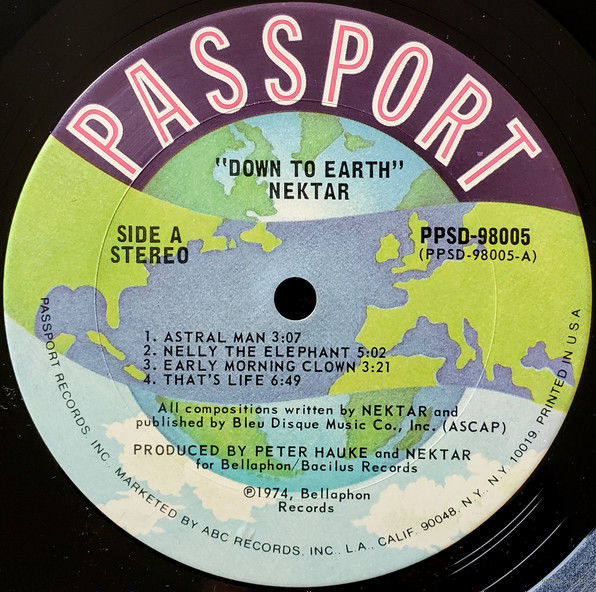 PASSPORT
"DOWN TO EARTH"
NEKTAR
SIDE A
STEREO
PPSD-98005
(PPSD-98005-A)
1. ASTRAL MAN 3:07
2. NELLY THE ELEPHANT 5:02
3. EARLY MORNING CLOWN 3:21
4. THAT'S LIFE 6:49
All compositions written by NEKTAR and
published by Bleu Disque Music Co., Inc. (ASCAP)
PRODUCED BY PETER HAUKE and NEKTAR
for Bellaphon/Bacilus Records
℗1974, Bellaphon
Records
PASSPORT RECORDS, INC., MARKETED BY ABC RECORDS, INC., L.A., CALIF. 90048, N.Y., N.Y. 10019. PRINTED IN U.S.A